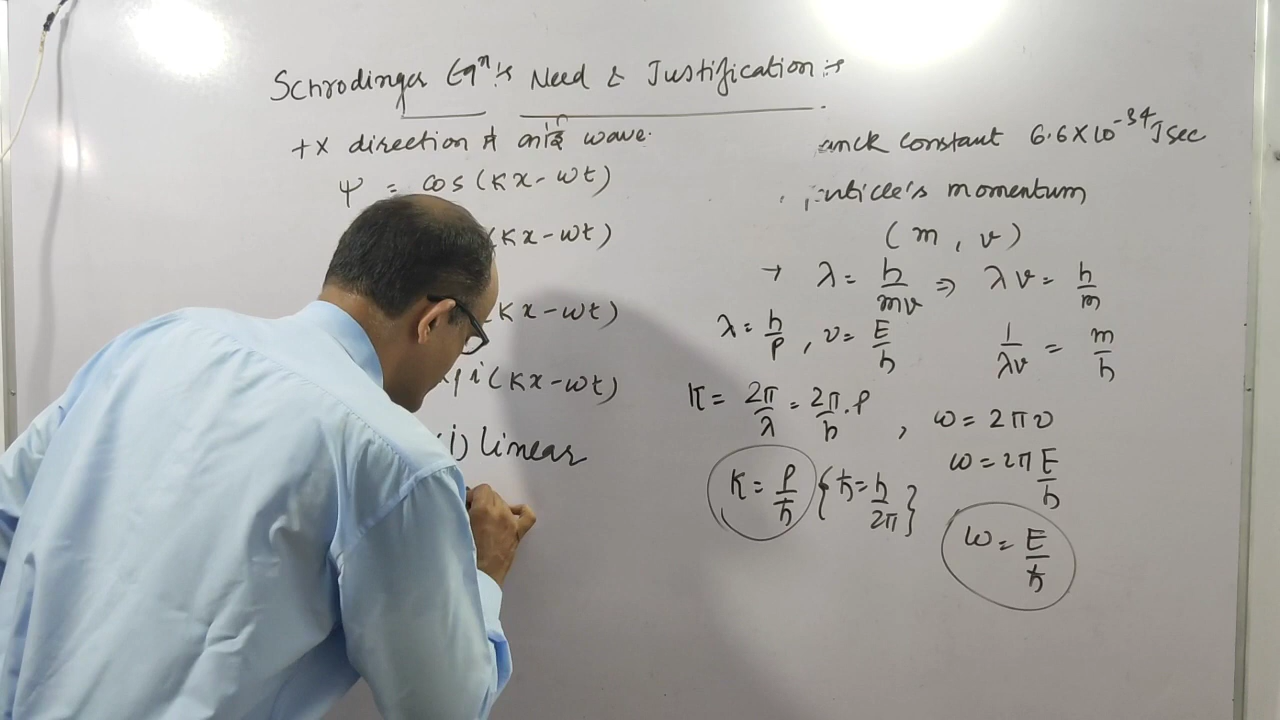 Schrodinger Eqⁿ:- Need & Justification :-
+x direction में wave.
ψ = cos(kx-ωt)
(kx-ωt)
(kx-ωt)
i(kx-ωt)
i) linear
anck constant 6.6×10⁻³⁴ J sec
article's momentum
(m, v)
→ λ = h/mv ⇒ λv = h/m
λ = h/p , ν = E/h
1/λv = m/h
K = 2π/λ = 2π/h . p , ω = 2πν
ω = 2π E/h
K = p/ħ {ħ = h/2π}
ω = E/ħ